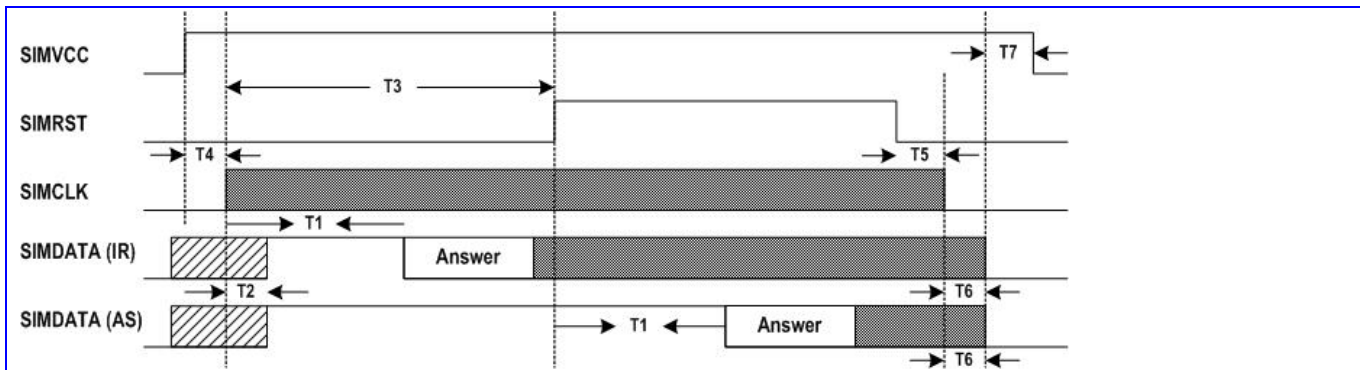 SIMVCC
T7
T3
SIMRST
T4
T5
SIMCLK
T1
SIMDATA (IR)
Answer
T2
T6
SIMDATA (AS)
T1
Answer
T6